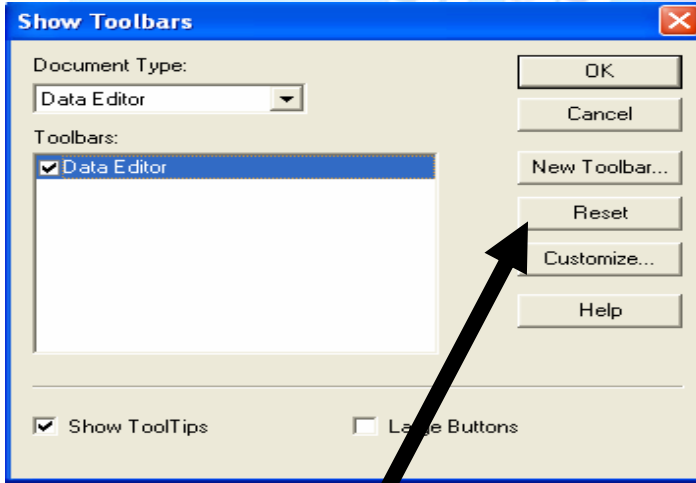 Show Toolbars
Document Type:
Data Editor
Toolbars:
Data Editor
OK
Cancel
New Toolbar...
Reset
Customize...
Help
Show ToolTips
Large Buttons